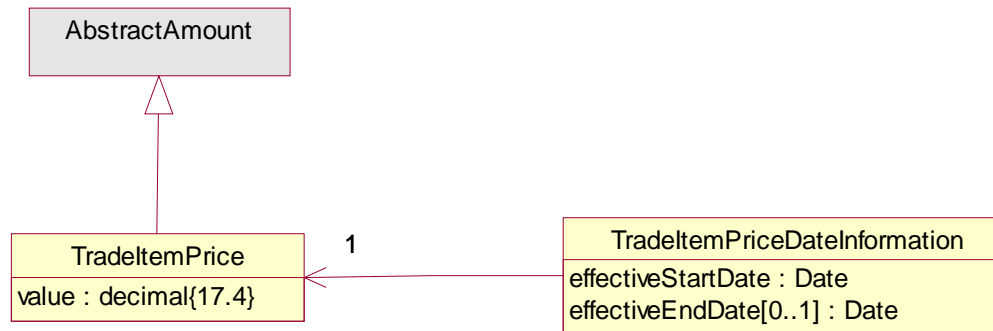 AbstractAmount
TradeItemPrice
value : decimal{17.4}
1
TradeItemPriceDateInformation
effectiveStartDate : Date
effectiveEndDate[0..1] : Date